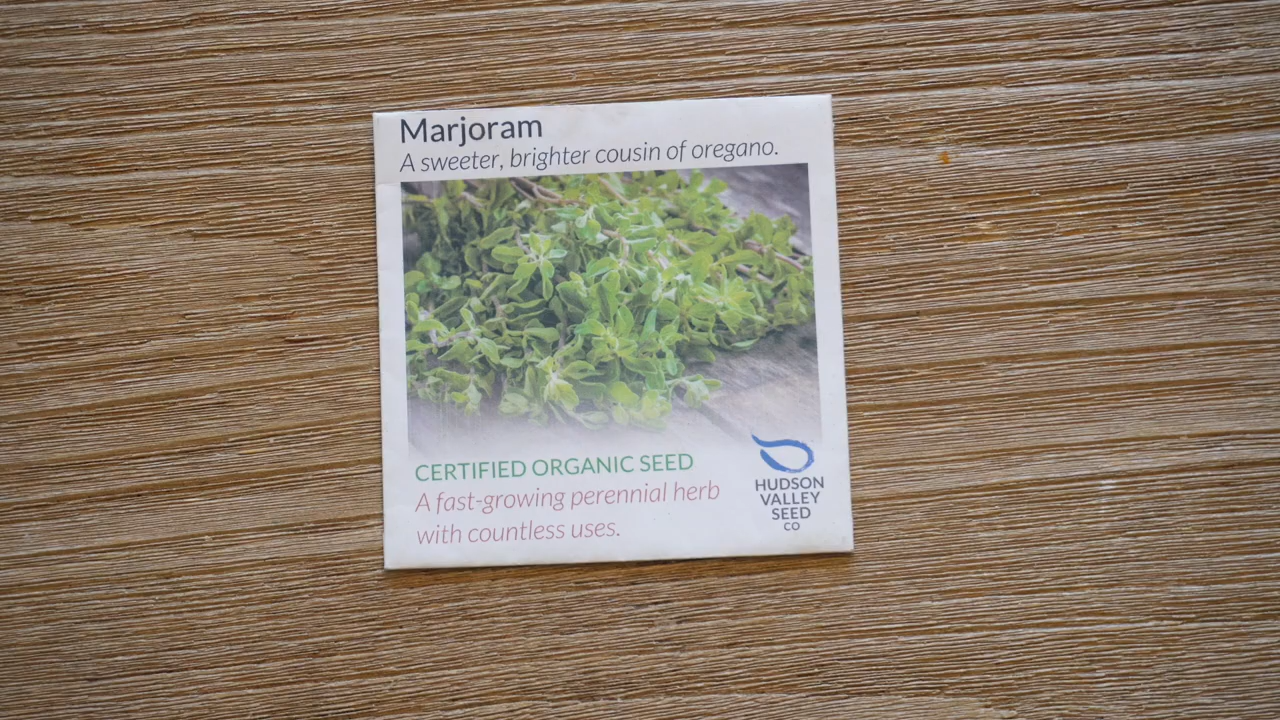 Marjoram
A sweeter, brighter cousin of oregano.
CERTIFIED ORGANIC SEED
A fast-growing perennial herb
with countless uses.
HUDSON
VALLEY
SEED
CO